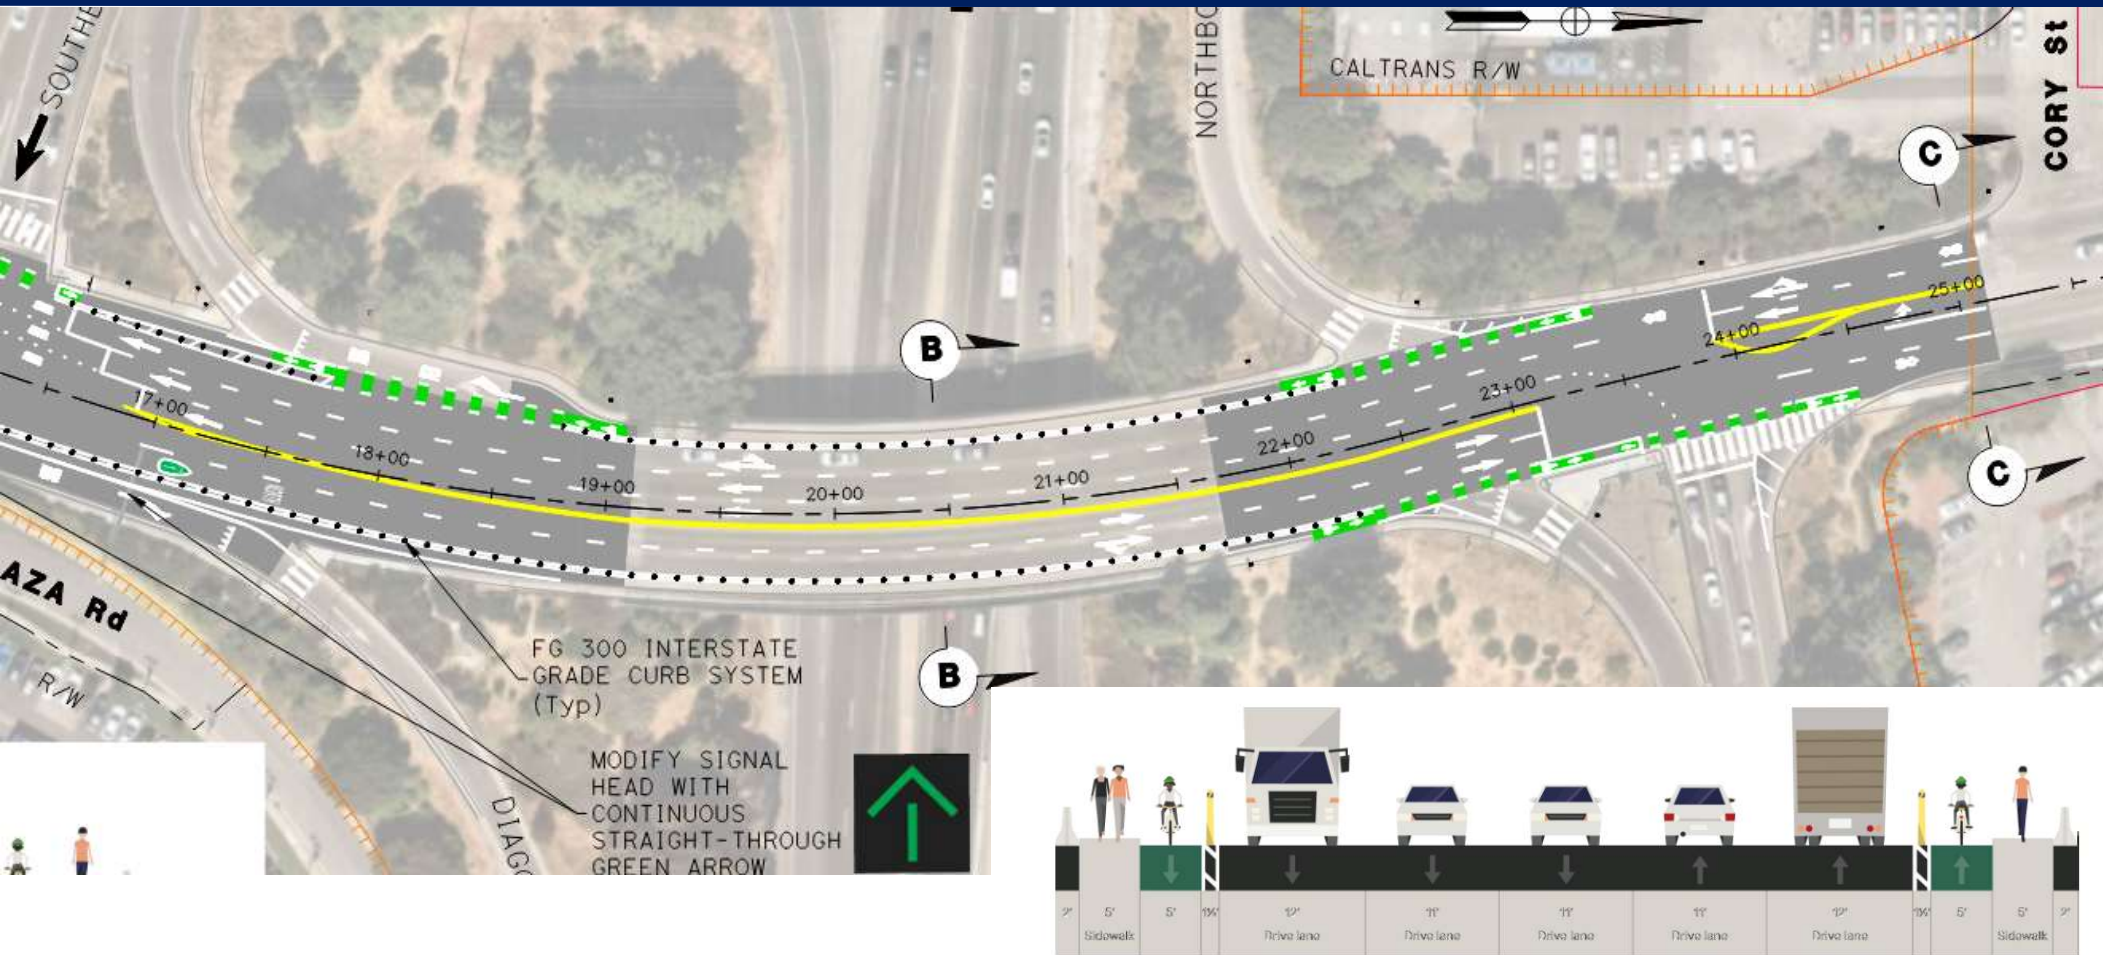 SOUTHB
NORTHBO
CALTRANS R/W
CORY St
C
25+00
24+00
B
23+00
17+00
22+00
18+00
21+00
19+00
20+00
C
AZA Rd
FG 300 INTERSTATE
GRADE CURB SYSTEM
(Typ)
B
R/W
MODIFY SIGNAL
HEAD WITH
CONTINUOUS
STRAIGHT-THROUGH
GREEN ARROW
DIAGO
2' 5' 5' 12' 11' 11' 11' 12' 5' 5' 2'
Sidewalk Drive lane Drive lane Drive lane Drive lane Drive lane Sidewalk